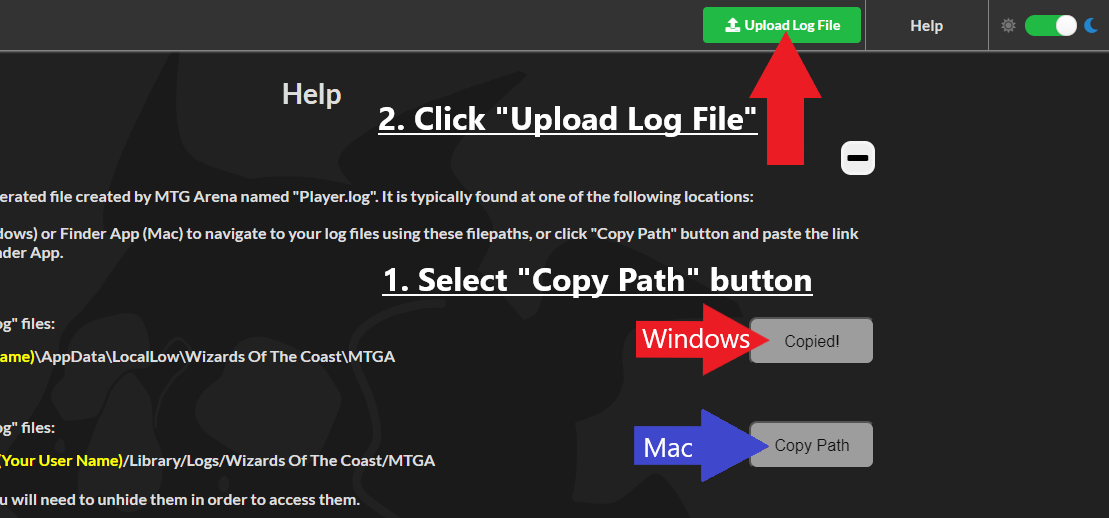 Upload Log File
Help
Help
2. Click "Upload Log File"
erated file created by MTG Arena named "Player.log". It is typically found at one of the following locations:
dows) or Finder App (Mac) to navigate to your log files using these filepaths, or click "Copy Path" button and paste the link
nder App.
1. Select "Copy Path" button
og" files:
Windows
Copied!
ame)\AppData\LocalLow\Wizards Of The Coast\MTGA
og" files:
Mac
Copy Path
(Your User Name)/Library/Logs/Wizards Of The Coast/MTGA
u will need to unhide them in order to access them.